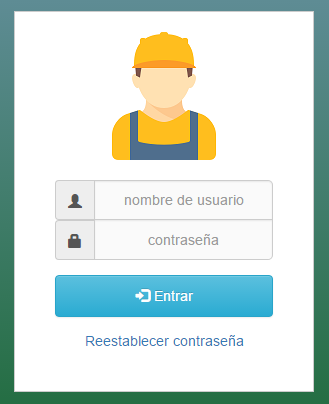 nombre de usuario
contraseña
Entrar
Reestablecer contraseña